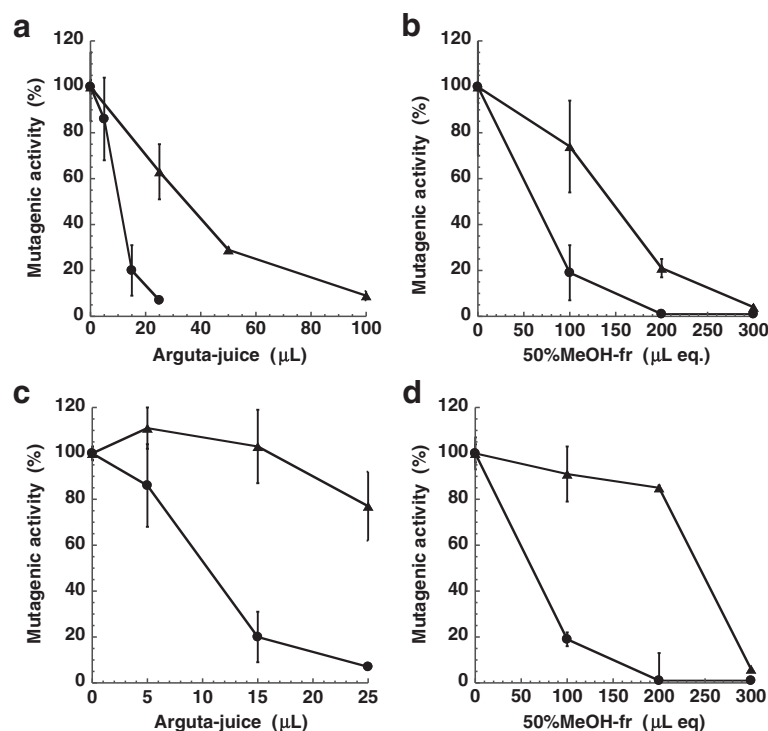 a
Mutagenic activity (%)
120
100
80
60
40
20
0
0 20 40 60 80 100
Arguta-juice (μL)
b
Mutagenic activity (%)
120
100
80
60
40
20
0
0 50 100 150 200 250 300
50%MeOH-fr (μL eq.)
c
Mutagenic activity (%)
120
100
80
60
40
20
0
0 5 10 15 20 25
Arguta-juice (μL)
d
Mutagenic activity (%)
120
100
80
60
40
20
0
0 50 100 150 200 250 300
50%MeOH-fr (μL eq)